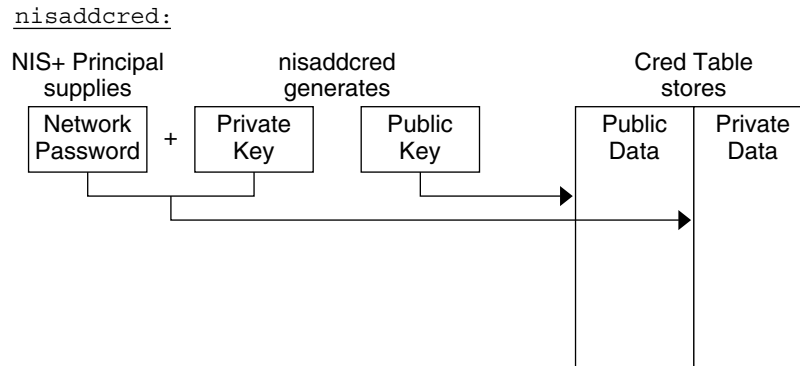 nisaddcred:
NIS+ Principal
supplies
nisaddcred
generates
Cred Table
stores
Network
Password
+
Private
Key
Public
Key
Public
Data
Private
Data